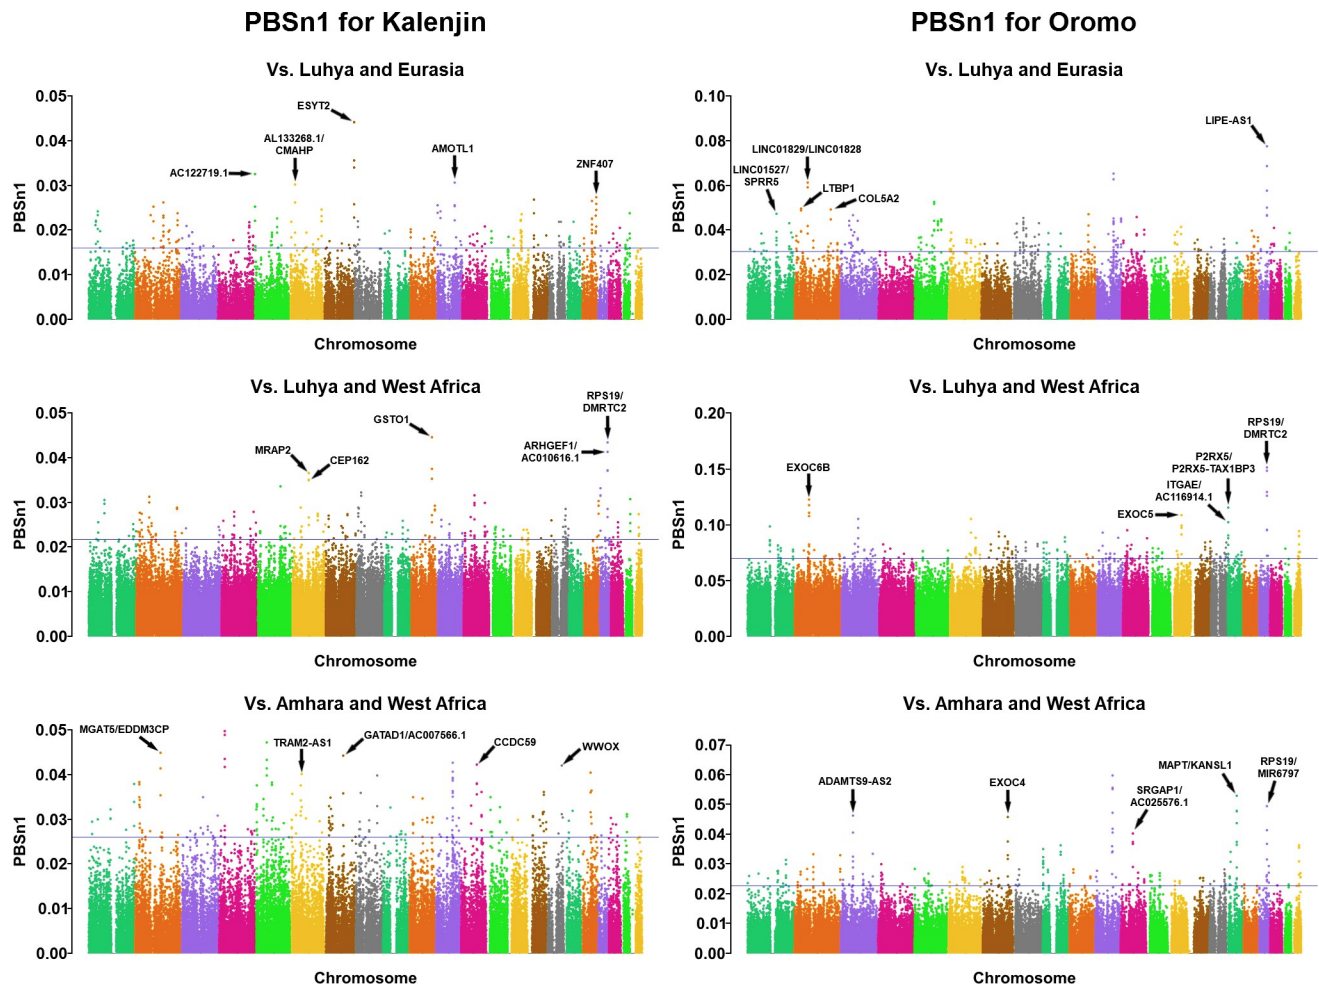 PBSn1 for Kalenjin
PBSn1 for Oromo
Vs. Luhya and Eurasia
0.05
0.04
0.03
0.02
0.01
0.00
PBSn1
AC122719.1
AL133268.1/
CMAHP
ESYT2
AMOTL1
ZNF407
Chromosome
Vs. Luhya and Eurasia
0.10
0.08
0.06
0.04
0.02
0.00
PBSn1
LINC01527/
SPRR5
LINC01829/LINC01828
LTBP1
COL5A2
LIPE-AS1
Chromosome
Vs. Luhya and West Africa
0.05
0.04
0.03
0.02
0.01
0.00
PBSn1
MRAP2
CEP162
GSTO1
ARHGEF1/
AC010616.1
RPS19/
DMRTC2
Chromosome
Vs. Luhya and West Africa
0.20
0.15
0.10
0.05
0.00
PBSn1
EXOC6B
EXOC5
ITGAE/
AC116914.1
P2RX5/
P2RX5-TAX1BP3
RPS19/
DMRTC2
Chromosome
Vs. Amhara and West Africa
0.05
0.04
0.03
0.02
0.01
0.00
PBSn1
MGAT5/EDDM3CP
TRAM2-AS1
GATAD1/AC007566.1
CCDC59
WWOX
Chromosome
Vs. Amhara and West Africa
0.07
0.06
0.05
0.04
0.03
0.02
0.01
0.00
PBSn1
ADAMTS9-AS2
EXOC4
SRGAP1/
AC025576.1
MAPT/KANSL1
RPS19/
MIR6797
Chromosome